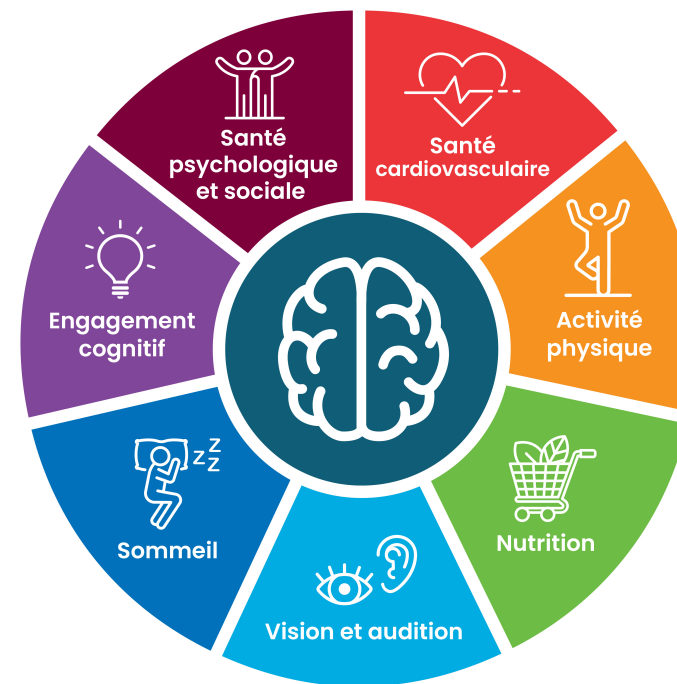 Santé
psychologique
et sociale
Santé
cardiovasculaire
Activité
physique
Nutrition
Vision et audition
Sommeil
z z
z
Engagement
cognitif